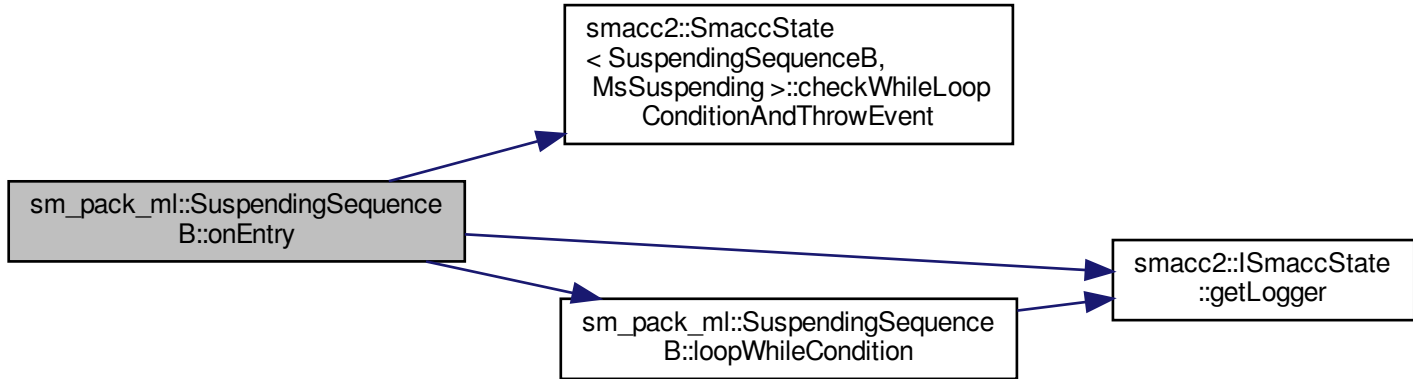 smacc2::SmaccState
< SuspendingSequenceB,
MsSuspending >::checkWhileLoop
ConditionAndThrowEvent
sm_pack_ml::SuspendingSequence
B::onEntry
smacc2::ISmaccState
::getLogger
sm_pack_ml::SuspendingSequence
B::loopWhileCondition